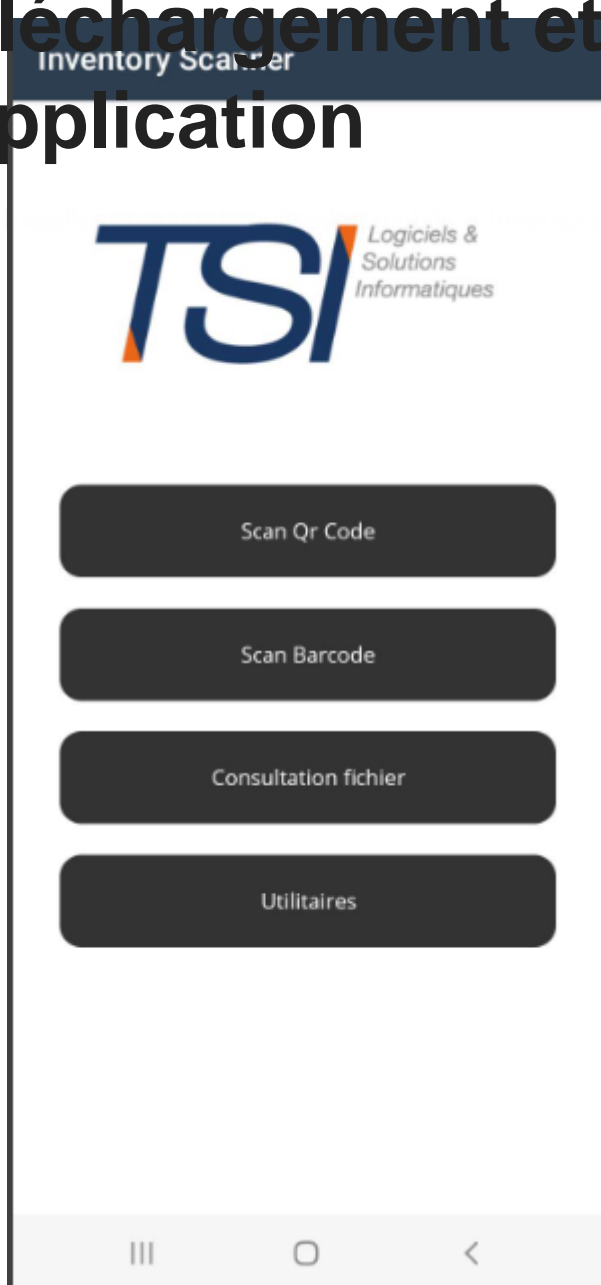 léchargement et
Inventory Scanner
pplication
TSI
Logiciels &
Solutions
Informatiques
Scan Qr Code
Scan Barcode
Consultation fichier
Utilitaires